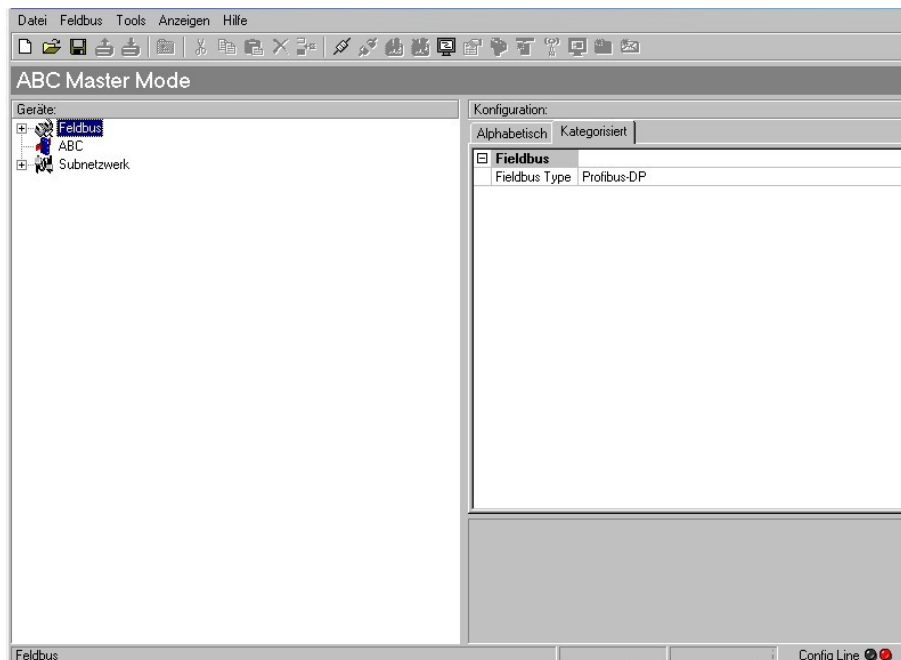 Datei Feldbus Tools Anzeigen Hilfe
ABC Master Mode
Geräte:
Feldbus
ABC
Subnetzwerk
Konfiguration:
Alphabetisch Kategorisiert
Fieldbus
Fieldbus Type Profibus-DP
Feldbus
Config Line